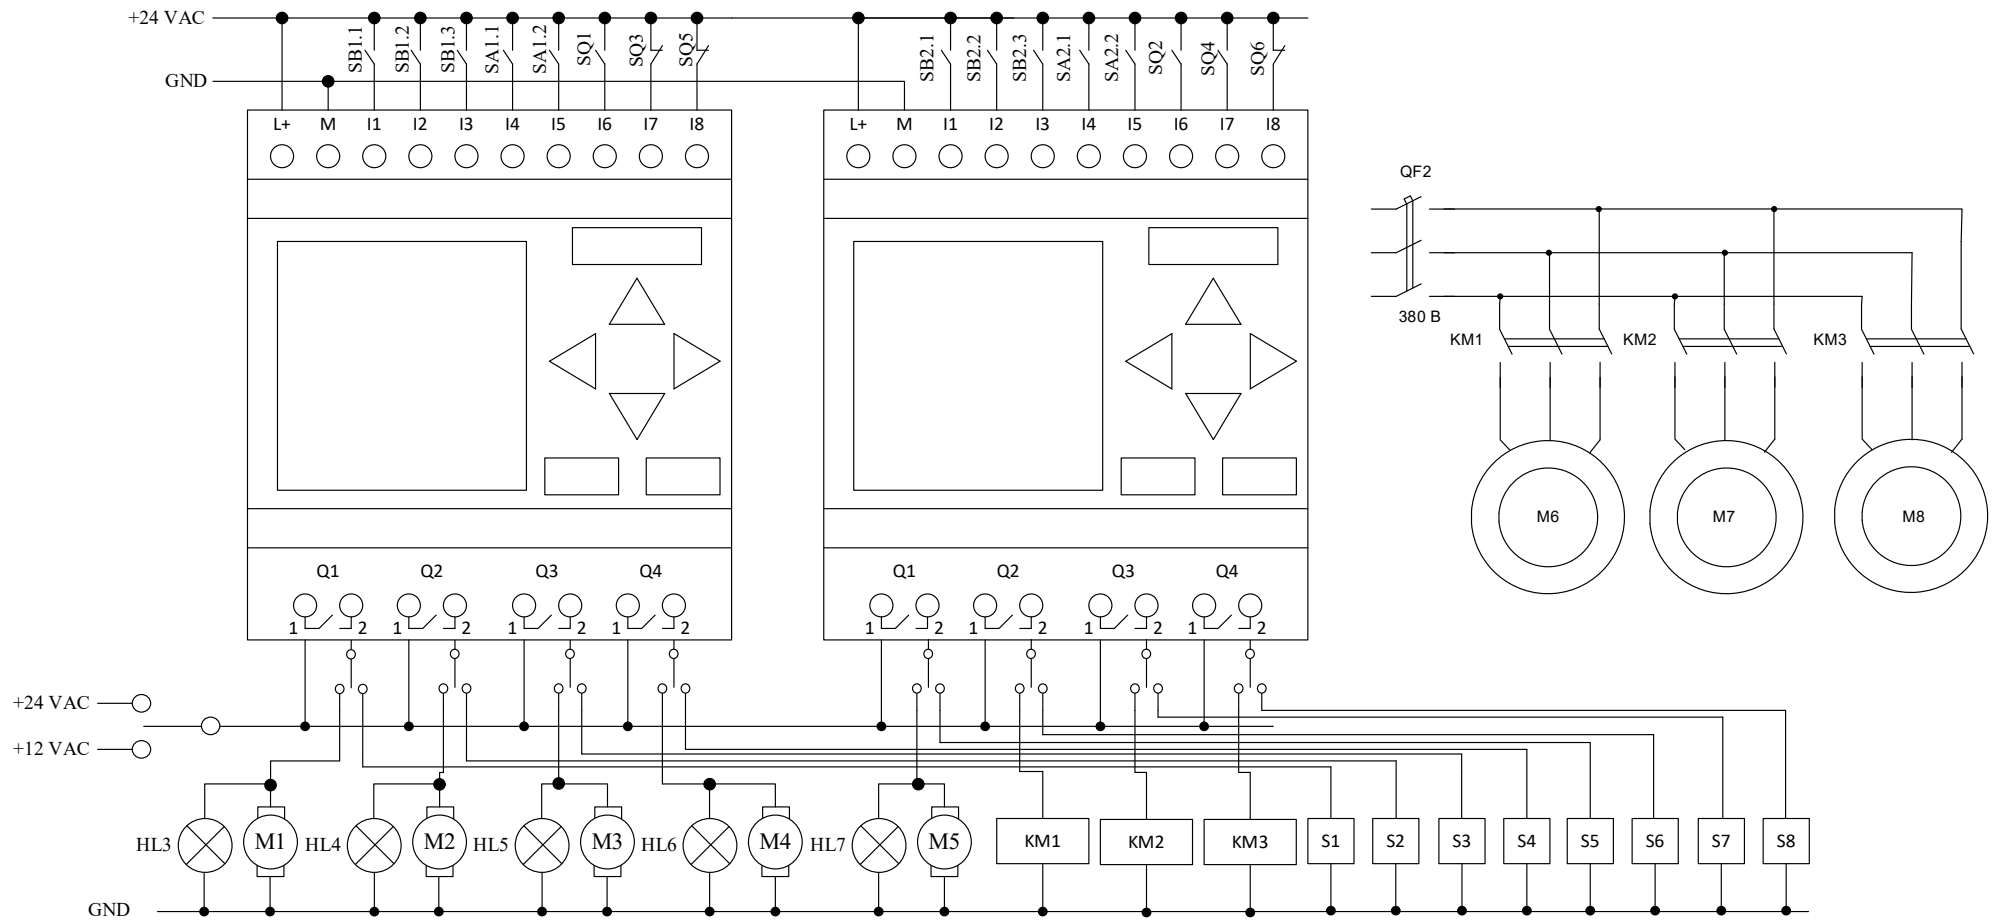 +24 VAC
SB1.1 SB1.2 SB1.3 SA1.1 SA1.2 SQ1 SQ3 SQ5
SB2.1 SB2.2 SB2.3 SA2.1 SA2.2 SQ2 SQ4 SQ6
GND
L+ M I1 I2 I3 I4 I5 I6 I7 I8
L+ M I1 I2 I3 I4 I5 I6 I7 I8
QF2
380 В
KM1 KM2 KM3
M6 M7 M8
Q1 Q2 Q3 Q4
1 2 1 2 1 2 1 2
Q1 Q2 Q3 Q4
1 2 1 2 1 2 1 2
+24 VAC
+12 VAC
HL3 M1 HL4 M2 HL5 M3 HL6 M4 HL7 M5 KM1 KM2 KM3 S1 S2 S3 S4 S5 S6 S7 S8
GND